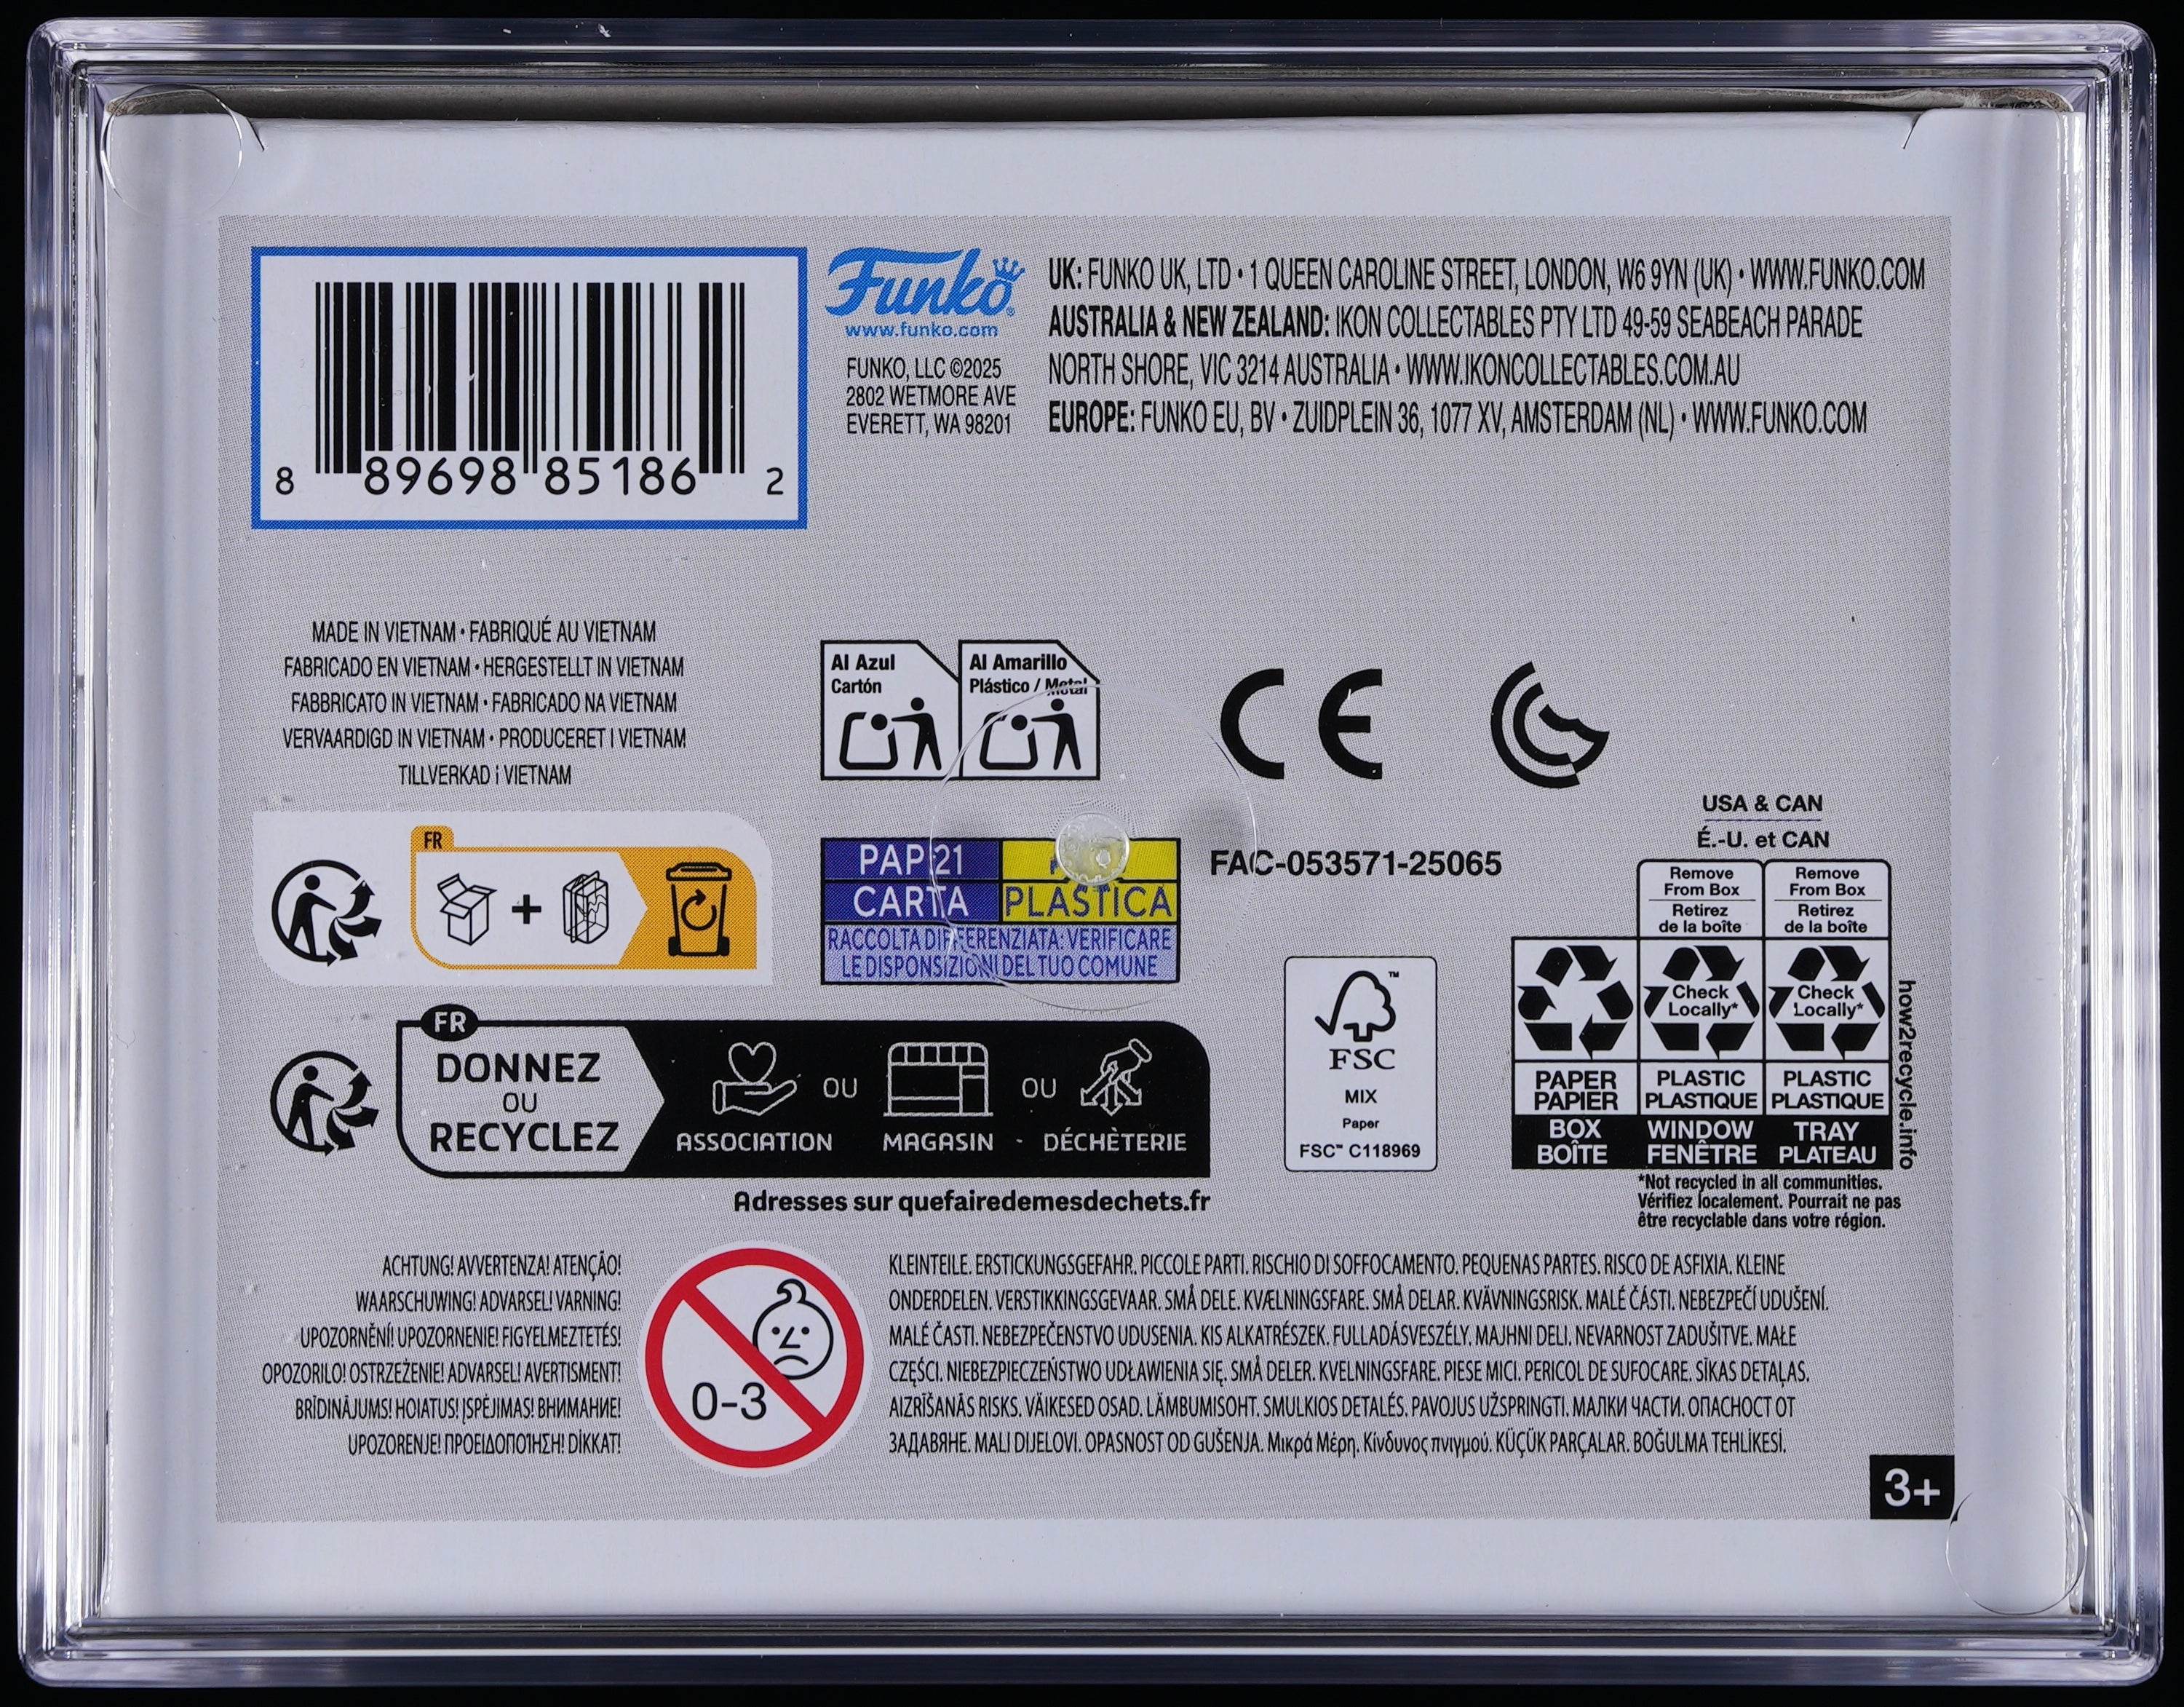 8 89698 85186 2
Funko
www.funko.com
FUNKO, LLC ©2025
2802 WETMORE AVE
EVERETT, WA 98201
UK: FUNKO UK, LTD • 1 QUEEN CAROLINE STREET, LONDON, W6 9YN (UK) • WWW.FUNKO.COM
AUSTRALIA & NEW ZEALAND: IKON COLLECTABLES PTY LTD 49-59 SEABEACH PARADE
NORTH SHORE, VIC 3214 AUSTRALIA • WWW.IKONCOLLECTABLES.COM.AU
EUROPE: FUNKO EU, BV • ZUIDPLEIN 36, 1077 XV, AMSTERDAM (NL) • WWW.FUNKO.COM
MADE IN VIETNAM • FABRIQUÉ AU VIETNAM
FABRICADO EN VIETNAM • HERGESTELLT IN VIETNAM
FABBRICATO IN VIETNAM • FABRICADO NA VIETNAM
VERVAARDIGD IN VIETNAM • PRODUCERET I VIETNAM
TILLVERKAD i VIETNAM
Al Azul
Cartón
Al Amarillo
Plástico / Metal
CE
FR
PAP 21
CARTA
PLASTICA
RACCOLTA DIFFERENZIATA: VERIFICARE
LE DISPONSIZIONI DEL TUO COMUNE
FAC-053571-25065
USA & CAN
É.-U. et CAN
Remove
From Box
Retirez
de la boîte
Remove
From Box
Retirez
de la boîte
Check
Locally*
Check
Locally*
PAPER
PAPIER
PLASTIC
PLASTIQUE
PLASTIC
PLASTIQUE
BOX
BOÎTE
WINDOW
FENÊTRE
TRAY
PLATEAU
how2recycle.info
*Not recycled in all communities.
Vérifiez localement. Pourrait ne pas
être recyclable dans votre région.
FSC™
MIX
Paper
FSC™ C118969
FR
DONNEZ
OU
RECYCLEZ
ASSOCIATION
OU
MAGASIN
OU
DÉCHÈTERIE
Adresses sur quefairedemesdechets.fr
ACHTUNG! AVVERTENZA! ATENÇÃO!
WAARSCHUWING! ADVARSEL! VARNING!
UPOZORNĚNÍ! UPOZORNENIE! FIGYELMEZTETÉS!
OPOZORILO! OSTRZEŻENIE! ADVARSEL! AVERTISMENT!
BRĪDINĀJUMS! HOIATUS! ĮSPĖJIMAS! ВНИМАНИЕ!
UPOZORENJE! ΠΡΟΕΙΔΟΠΟΊΗΣΗ! DİKKAT!
0-3
KLEINTEILE. ERSTICKUNGSGEFAHR. PICCOLE PARTI. RISCHIO DI SOFFOCAMENTO. PEQUENAS PARTES. RISCO DE ASFIXIA. KLEINE
ONDERDELEN. VERSTIKKINGSGEVAAR. SMÅ DELE. KVÆLNINGSFARE. SMÅ DELAR. KVÄVNINGSRISK. MALÉ ČÁSTI. NEBEZPEČÍ UDUŠENÍ.
MALÉ ČASTI. NEBEZPEČENSTVO UDUSENIA. KIS ALKATRÉSZEK. FULLADÁSVESZÉLY. MAJHNI DELI. NEVARNOST ZADUŠITVE. MAŁE
CZĘŚCI. NIEBEZPIECZEŃSTWO UDŁAWIENIA SIĘ. SMÅ DELER. KVELNINGSFARE. PIESE MICI. PERICOL DE SUFOCARE. SĪKAS DETAĻAS.
AIZRĪŠANĀS RISKS. VÄIKESED OSAD. LÄMBUMISOHT. SMULKIOS DETALĖS. PAVOJUS UŽSPRINGTI. МАЛКИ ЧАСТИ. ОПАСНОСТ ОТ
ЗАДАВЯНЕ. MALI DIJELOVI. OPASNOST OD GUŠENJA. Μικρά Μέρη. Κίνδυνος πνιγμού. KÜÇÜK PARÇALAR. BOĞULMA TEHLİKESİ.
3+